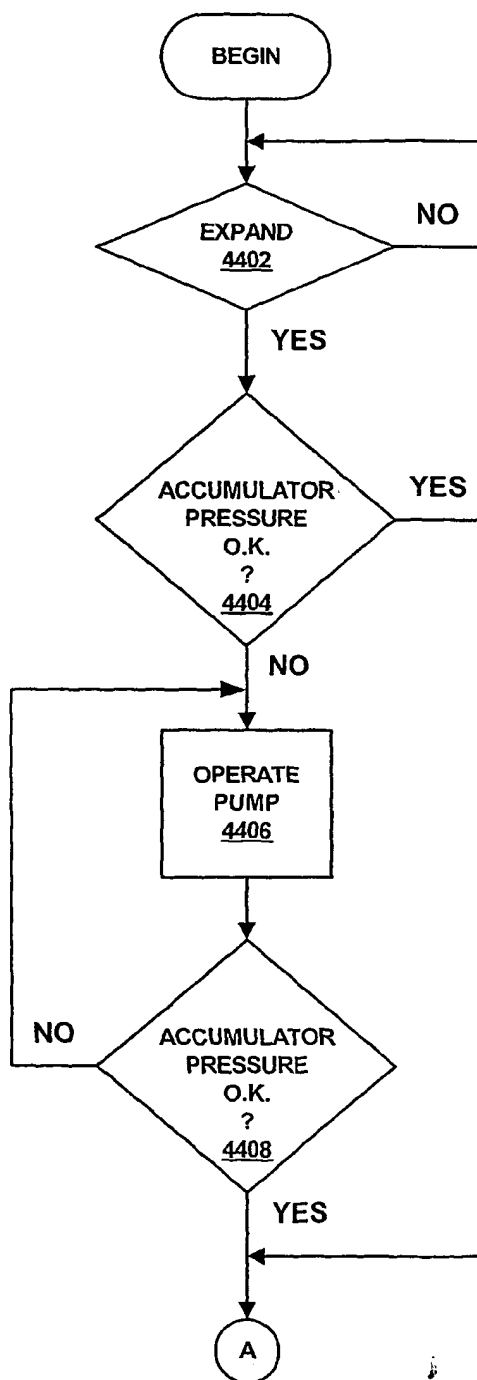 BEGIN
EXPAND
4402
NO
YES
ACCUMULATOR
PRESSURE
O.K.
?
4404
YES
NO
OPERATE
PUMP
4406
ACCUMULATOR
PRESSURE
O.K.
?
4408
NO
YES
A